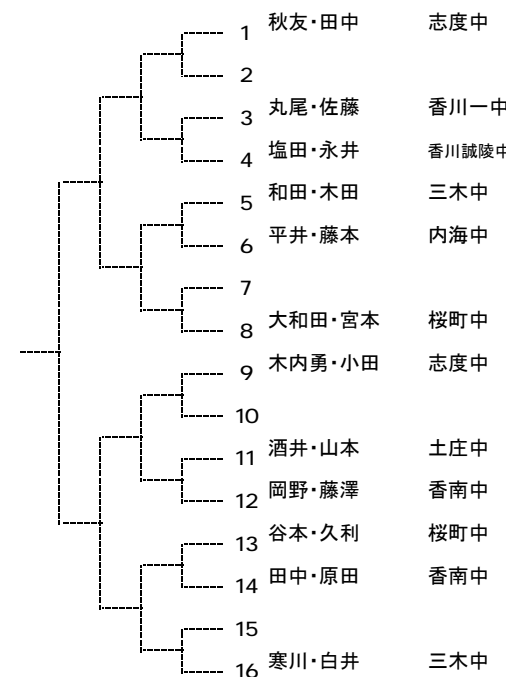 1 秋友・田中 志度中
2
3 丸尾・佐藤 香川一中
4 塩田・永井 香川誠陵中
5 和田・木田 三木中
6 平井・藤本 内海中
7
8 大和田・宮本 桜町中
9 木内勇・小田 志度中
10
11 酒井・山本 土庄中
12 岡野・藤澤 香南中
13 谷本・久利 桜町中
14 田中・原田 香南中
15
16 寒川・白井 三木中